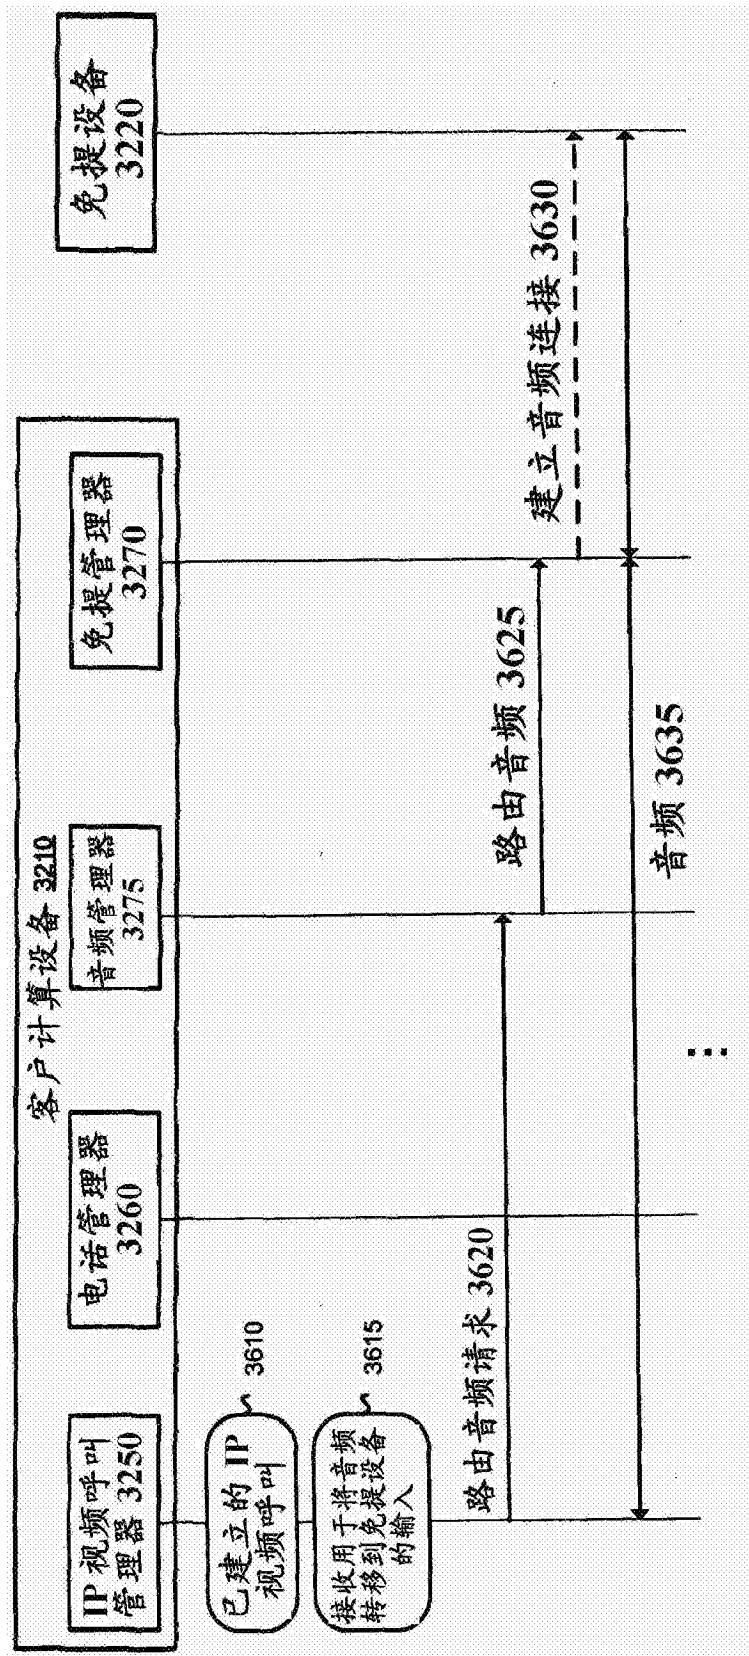 客户计算设备 3210
IP 视频呼叫
管理器 3250
电话管理器
3260
音频管理器
3275
免提管理器
3270
免提设备
3220
已建立的 IP
视频呼叫
3610
接收用于将音频
转移到免提设备
的输入
3615
路由音频请求 3620
路由音频 3625
建立音频连接 3630
音频 3635
...